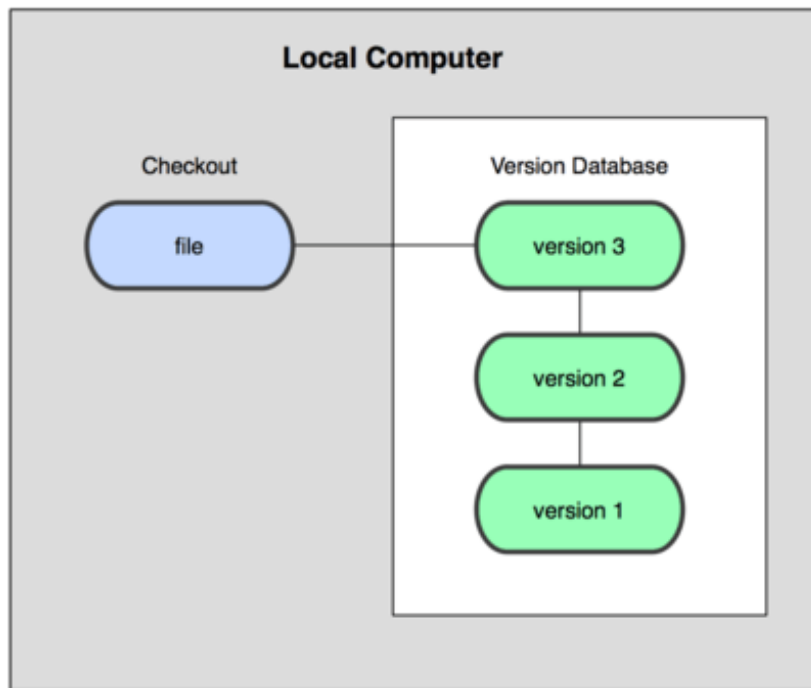 Local Computer
Checkout
Version Database
file
version 3
version 2
version 1